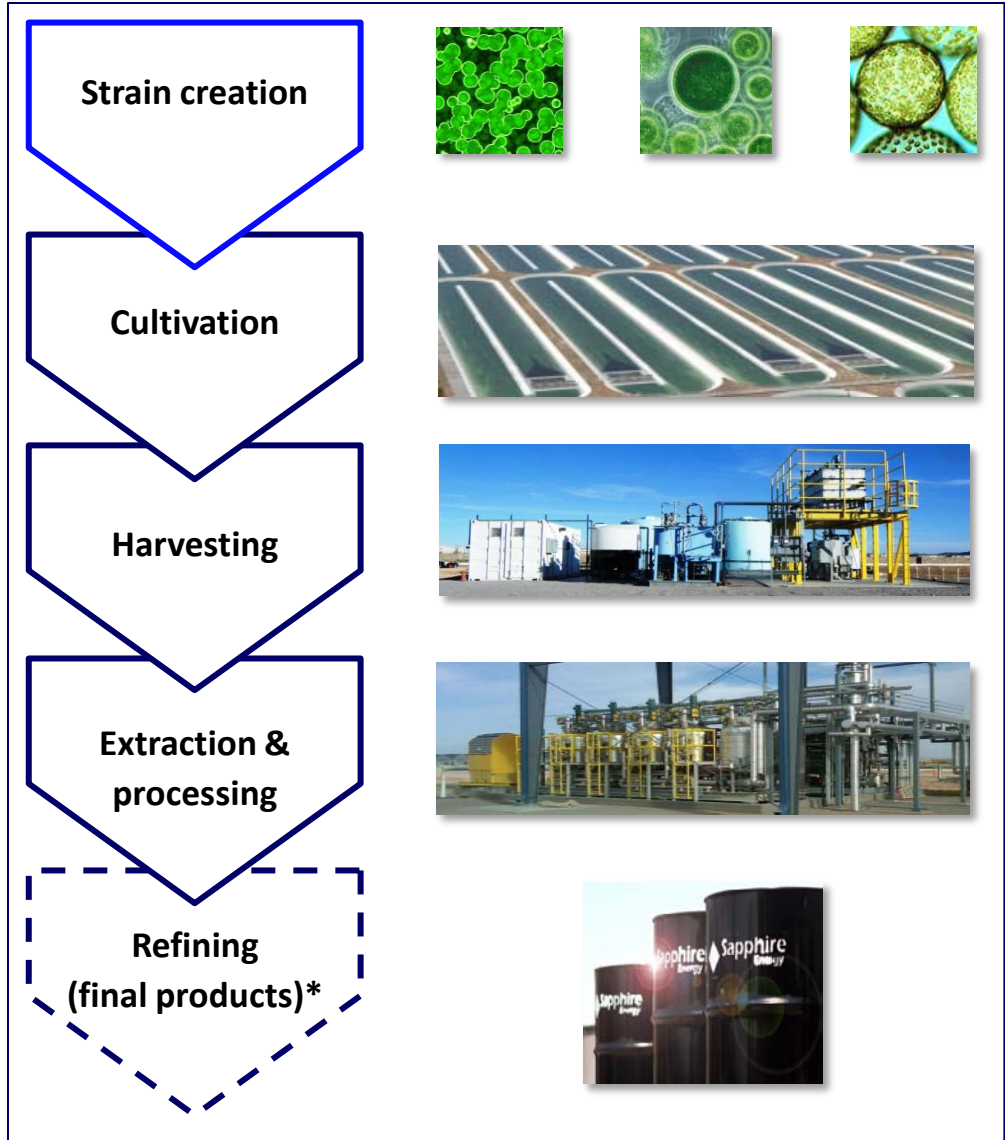 Strain creation
Cultivation
Harvesting
Extraction &
processing
Refining
(final products)*
Sapphire
Energy
Sapphire
Energy
Sapphire
Energy